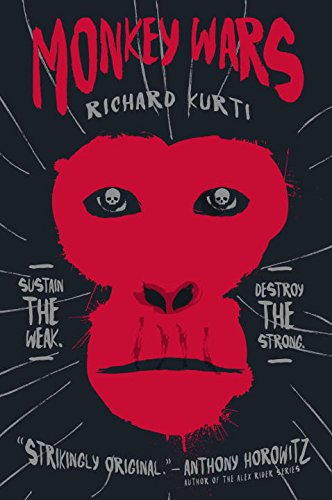 MONKEY WARS
RICHARD KURTI
SUSTAIN
THE
WEAK.
DESTROY
THE
STRONG.
"STRIKINGLY ORIGINAL."–ANTHONY HOROWITZ
AUTHOR OF THE ALEX RIDER SERIES